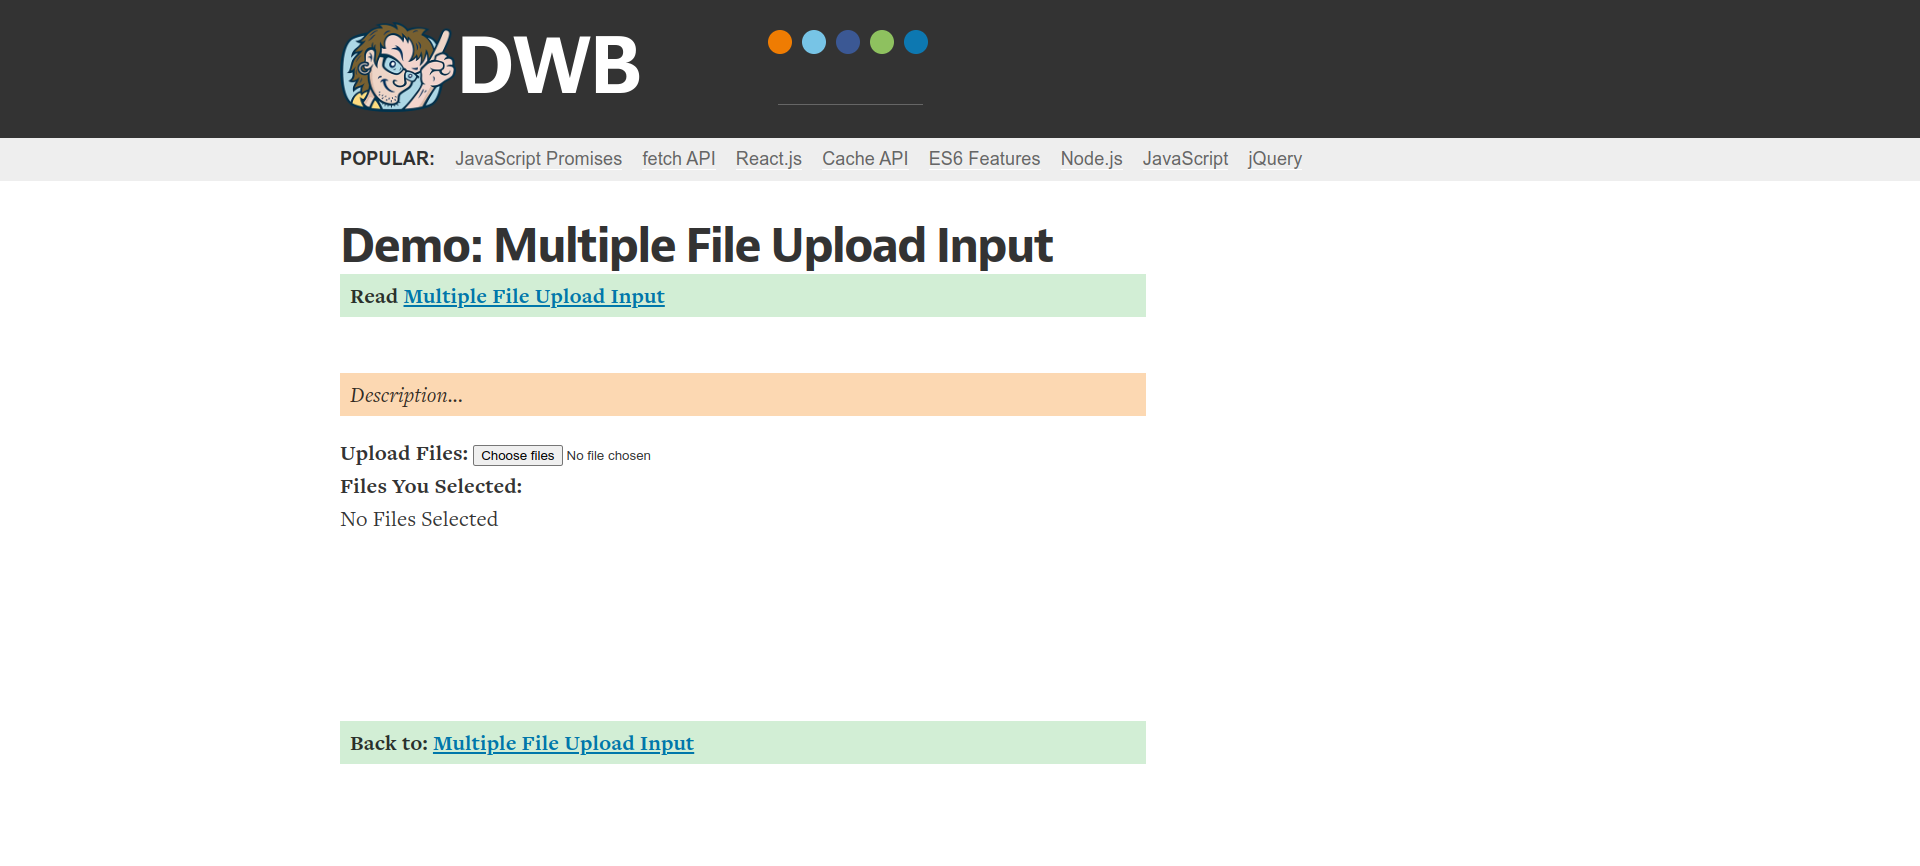 DWB
POPULAR: JavaScript Promises fetch API React.js Cache API ES6 Features Node.js JavaScript jQuery
Demo: Multiple File Upload Input
Read Multiple File Upload Input
Description...
Upload Files: Choose files No file chosen
Files You Selected:
No Files Selected
Back to: Multiple File Upload Input